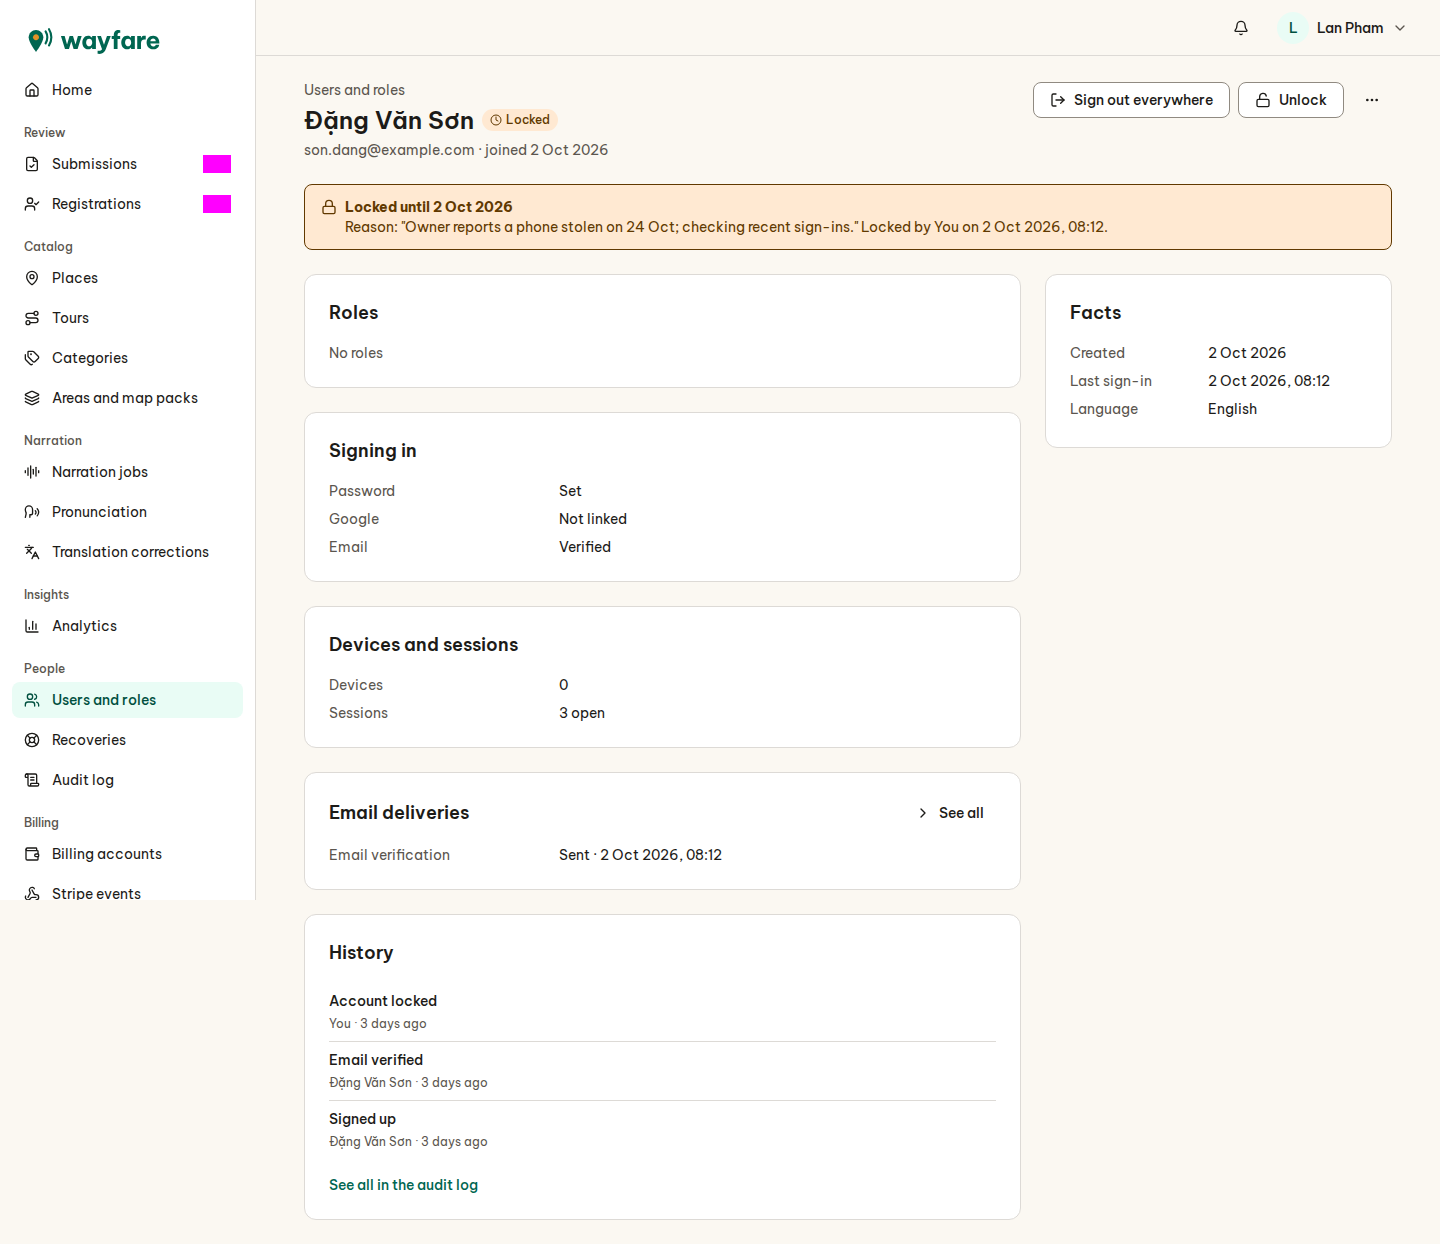 wayfare
Home
Review
Submissions
Registrations
Catalog
Places
Tours
Categories
Areas and map packs
Narration
Narration jobs
Pronunciation
Translation corrections
Insights
Analytics
People
Users and roles
Recoveries
Audit log
Billing
Billing accounts
Stripe events
L Lan Pham
Users and roles
Đặng Văn Sơn Locked
son.dang@example.com · joined 2 Oct 2026
Sign out everywhere
Unlock
Locked until 2 Oct 2026
Reason: "Owner reports a phone stolen on 24 Oct; checking recent sign-ins." Locked by You on 2 Oct 2026, 08:12.
Roles
No roles
Signing in
Password Set
Google Not linked
Email Verified
Devices and sessions
Devices 0
Sessions 3 open
Email deliveries See all
Email verification Sent · 2 Oct 2026, 08:12
History
Account locked
You · 3 days ago
Email verified
Đặng Văn Sơn · 3 days ago
Signed up
Đặng Văn Sơn · 3 days ago
See all in the audit log
Facts
Created 2 Oct 2026
Last sign-in 2 Oct 2026, 08:12
Language English